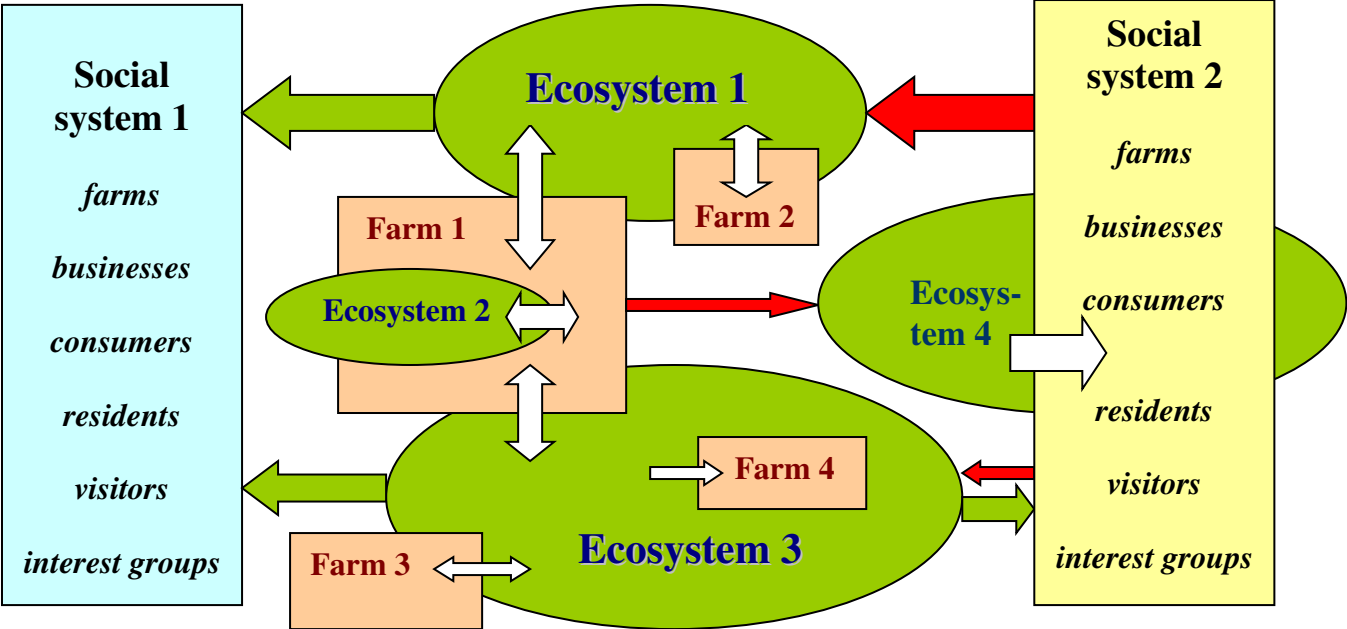 Social
system 1
farms
businesses
consumers
residents
visitors
interest groups
Ecosystem 1
Farm 2
Farm 1
Ecosystem 2
Ecosys-
tem 4
Farm 4
Ecosystem 3
Farm 3
Social
system 2
farms
businesses
consumers
residents
visitors
interest groups